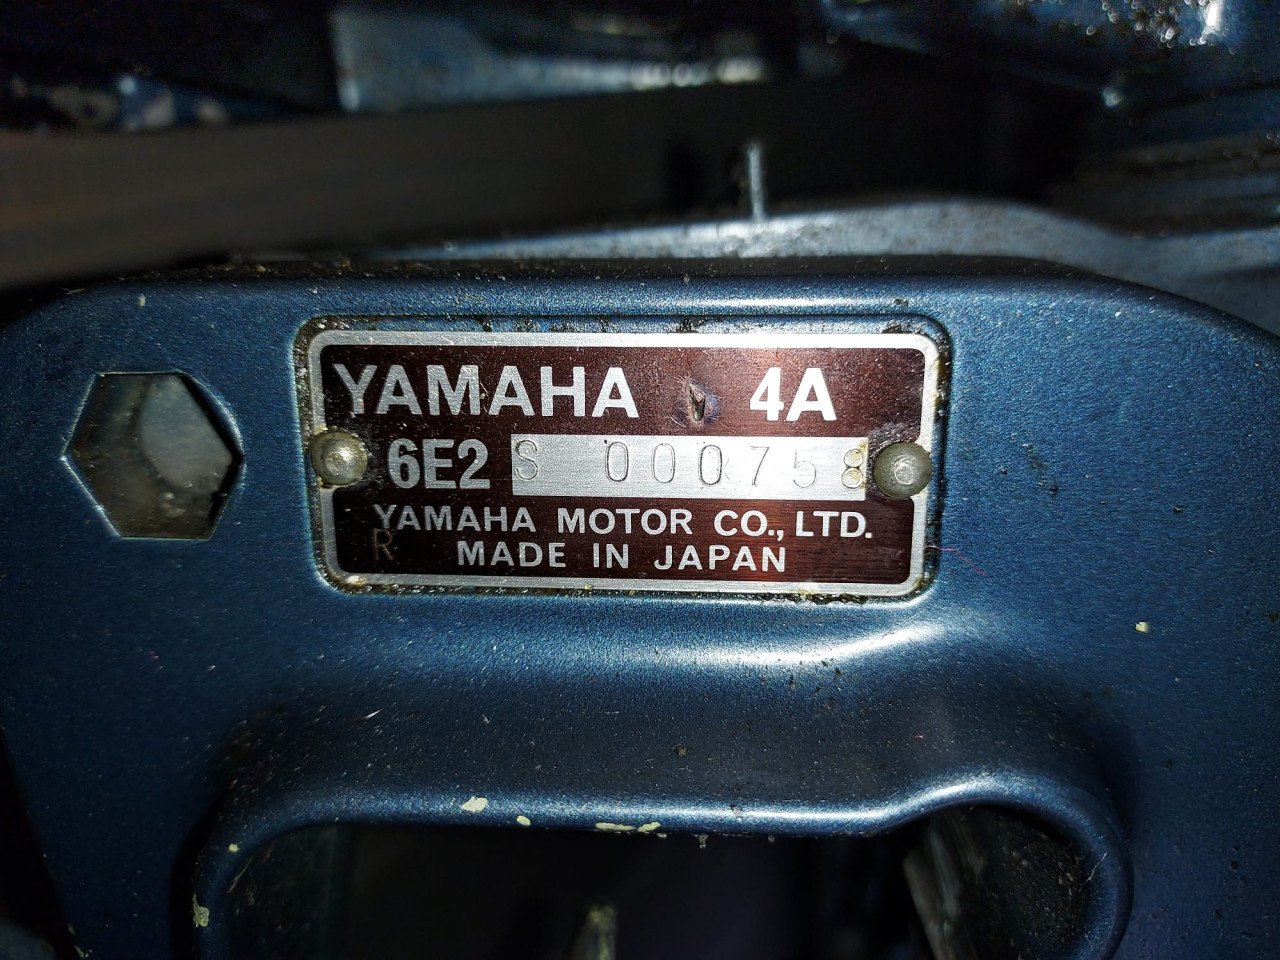 YAMAHA 4A
6E2 S 000758
YAMAHA MOTOR CO., LTD.
R MADE IN JAPAN